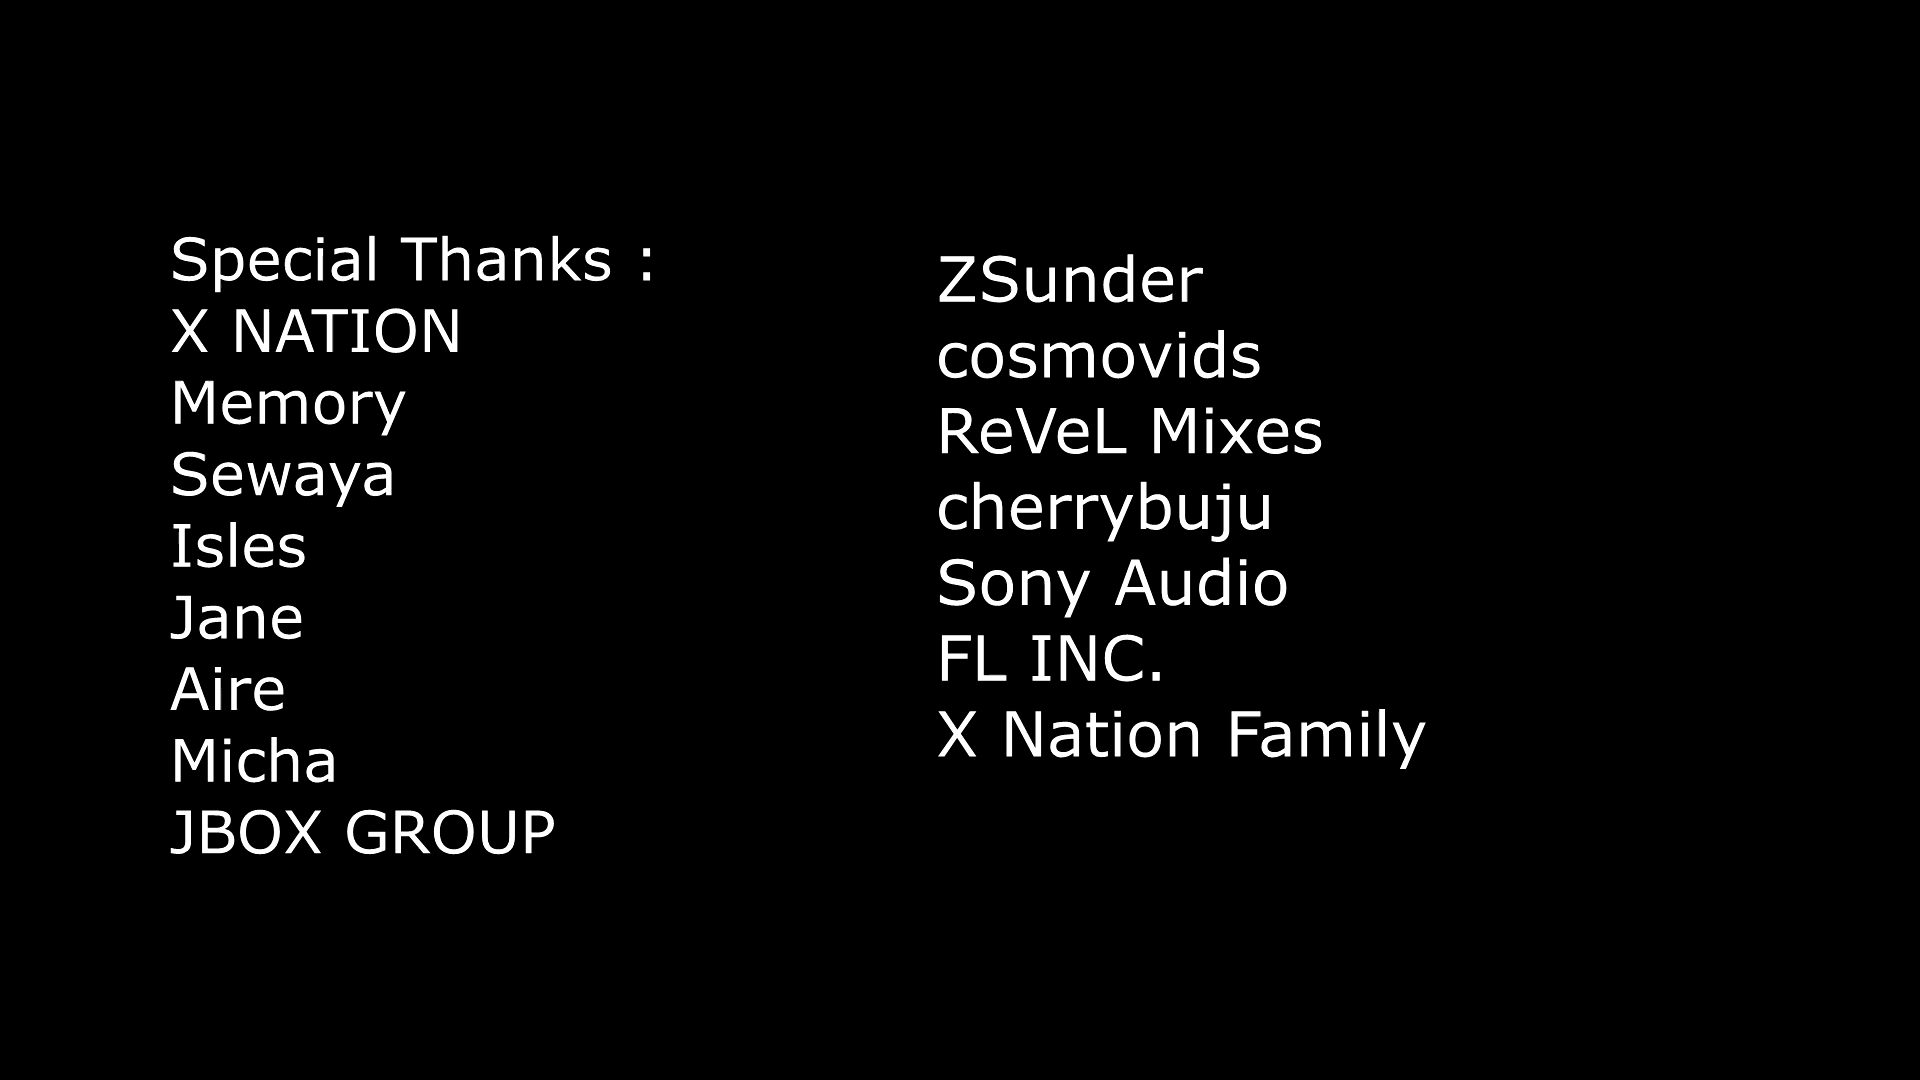 Special Thanks :
X NATION
Memory
Sewaya
Isles
Jane
Aire
Micha
JBOX GROUP
ZSunder
cosmovids
ReVeL Mixes
cherrybuju
Sony Audio
FL INC.
X Nation Family